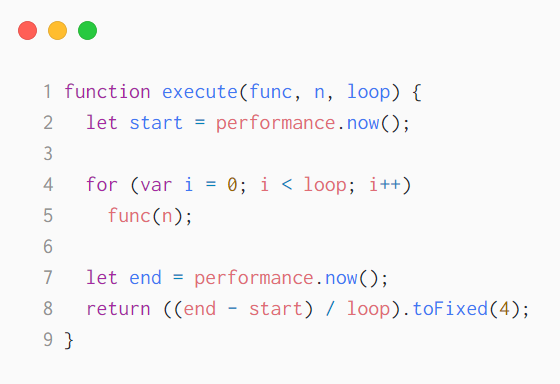 1 function execute(func, n, loop) {
2   let start = performance.now();
3
4   for (var i = 0; i < loop; i++)
5     func(n);
6
7   let end = performance.now();
8   return ((end - start) / loop).toFixed(4);
9 }